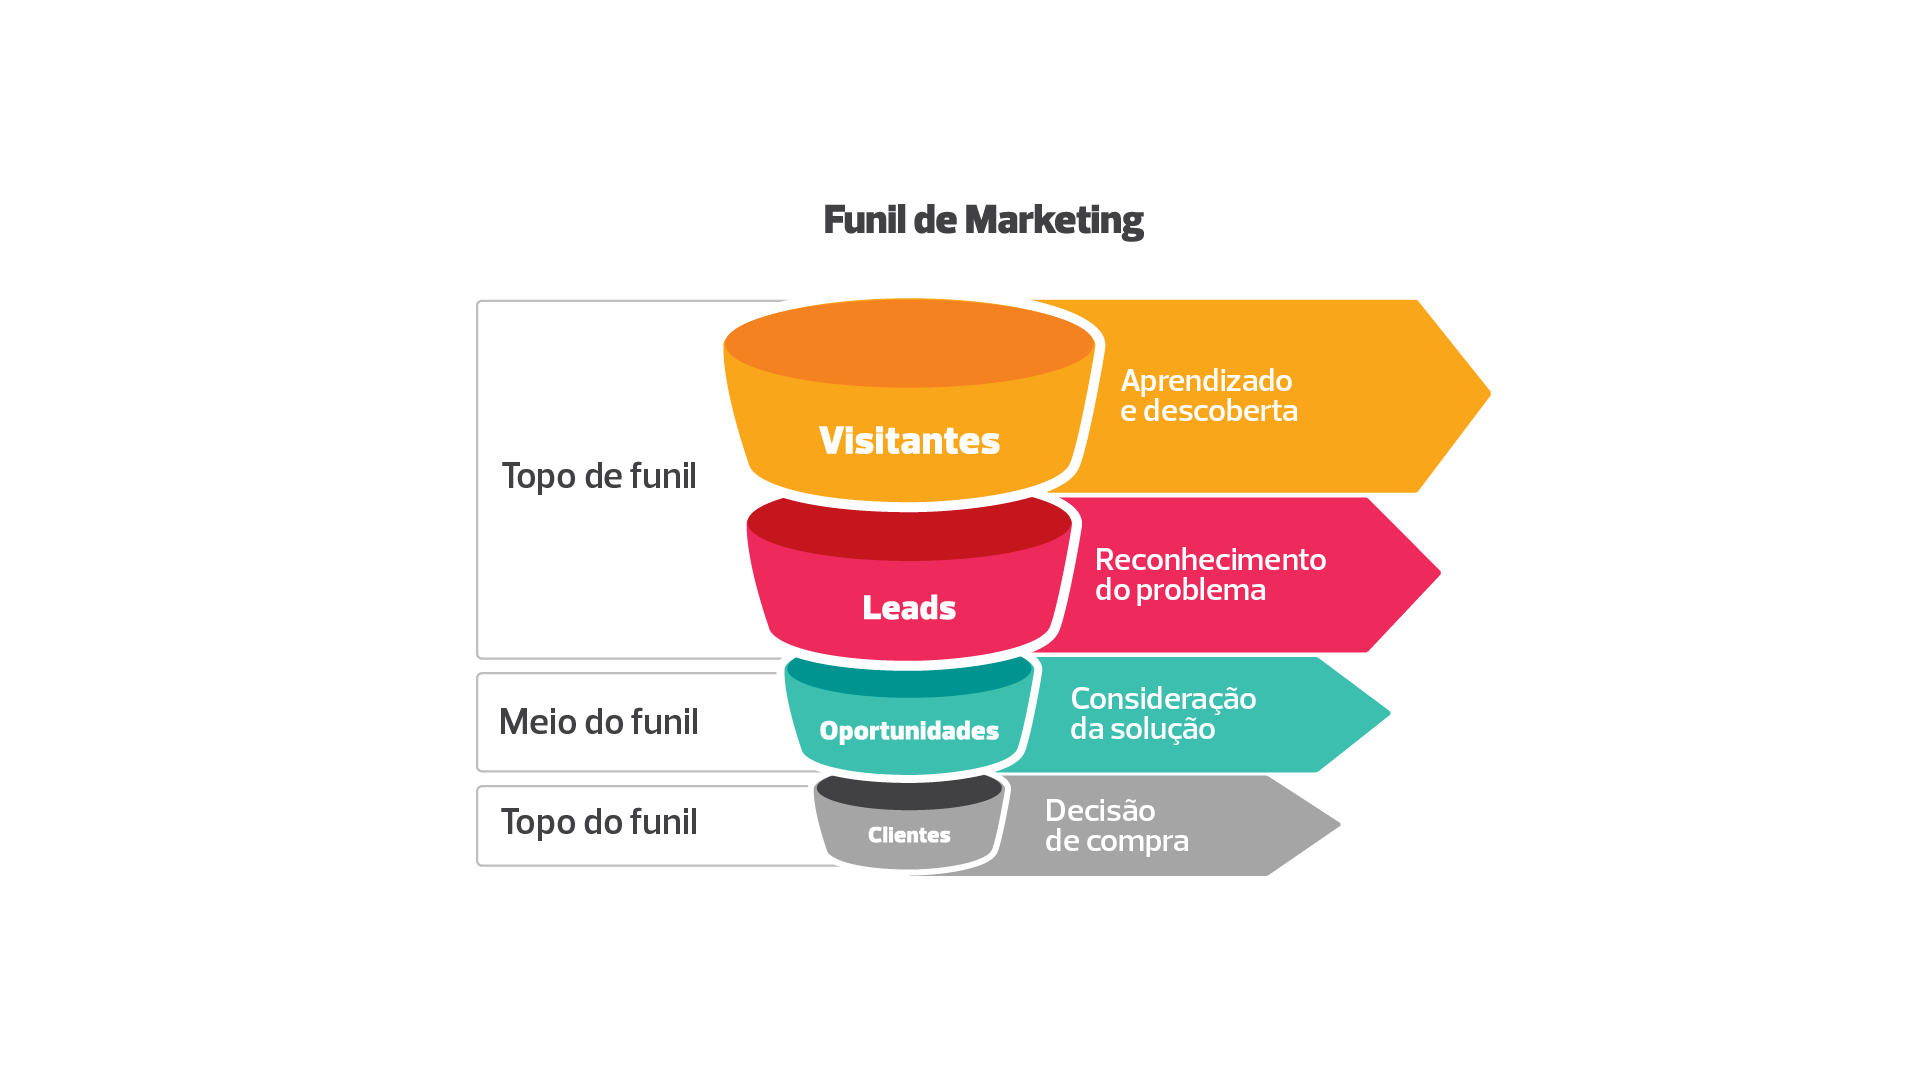 Funil de Marketing
Topo de funil
Visitantes
Aprendizado
e descoberta
Leads
Reconhecimento
do problema
Meio do funil
Oportunidades
Consideração
da solução
Topo do funil
Clientes
Decisão
de compra